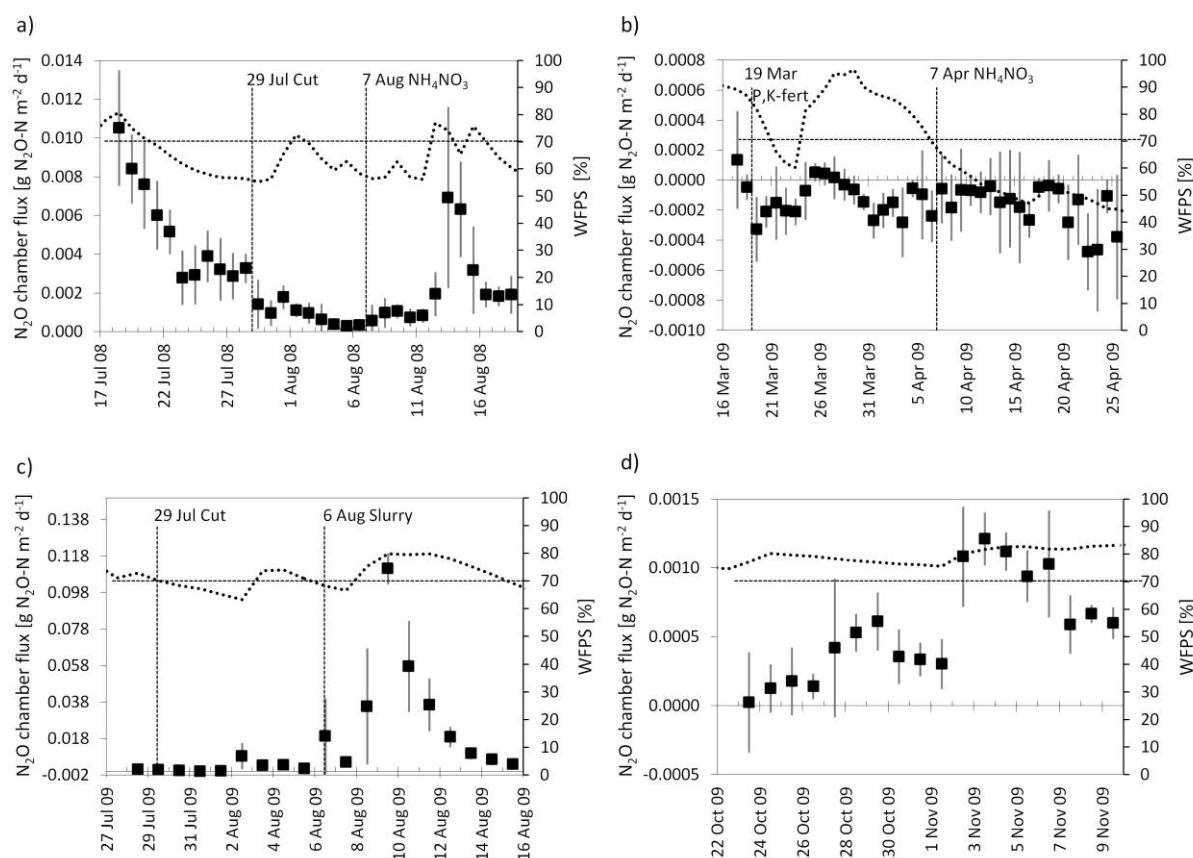 a)
N₂O chamber flux [g N₂O-N m⁻² d⁻¹]
0.014
0.012
0.010
0.008
0.006
0.004
0.002
0.000
29 Jul Cut
7 Aug NH₄NO₃
100
90
80
70
60
50
40
30
20
10
0
WFPS [%]
17 Jul 08
22 Jul 08
27 Jul 08
1 Aug 08
6 Aug 08
11 Aug 08
16 Aug 08
b)
N₂O chamber flux [g N₂O-N m⁻² d⁻¹]
0.0008
0.0006
0.0004
0.0002
0.0000
-0.0002
-0.0004
-0.0006
-0.0008
-0.0010
19 Mar
P,K-fert
7 Apr NH₄NO₃
100
90
80
70
60
50
40
30
20
10
0
WFPS [%]
16 Mar 09
21 Mar 09
26 Mar 09
31 Mar 09
5 Apr 09
10 Apr 09
15 Apr 09
20 Apr 09
25 Apr 09
c)
N₂O chamber flux [g N₂O-N m⁻² d⁻¹]
0.138
0.118
0.098
0.078
0.058
0.038
0.018
-0.002
29 Jul Cut
6 Aug Slurry
100
90
80
70
60
50
40
30
20
10
0
WFPS [%]
27 Jul 09
29 Jul 09
31 Jul 09
2 Aug 09
4 Aug 09
6 Aug 09
8 Aug 09
10 Aug 09
12 Aug 09
14 Aug 09
16 Aug 09
d)
N₂O chamber flux [g N₂O-N m⁻² d⁻¹]
0.0015
0.0010
0.0005
0.0000
-0.0005
100
90
80
70
60
50
40
30
20
10
0
WFPS [%]
22 Oct 09
24 Oct 09
26 Oct 09
28 Oct 09
30 Oct 09
1 Nov 09
3 Nov 09
5 Nov 09
7 Nov 09
9 Nov 09